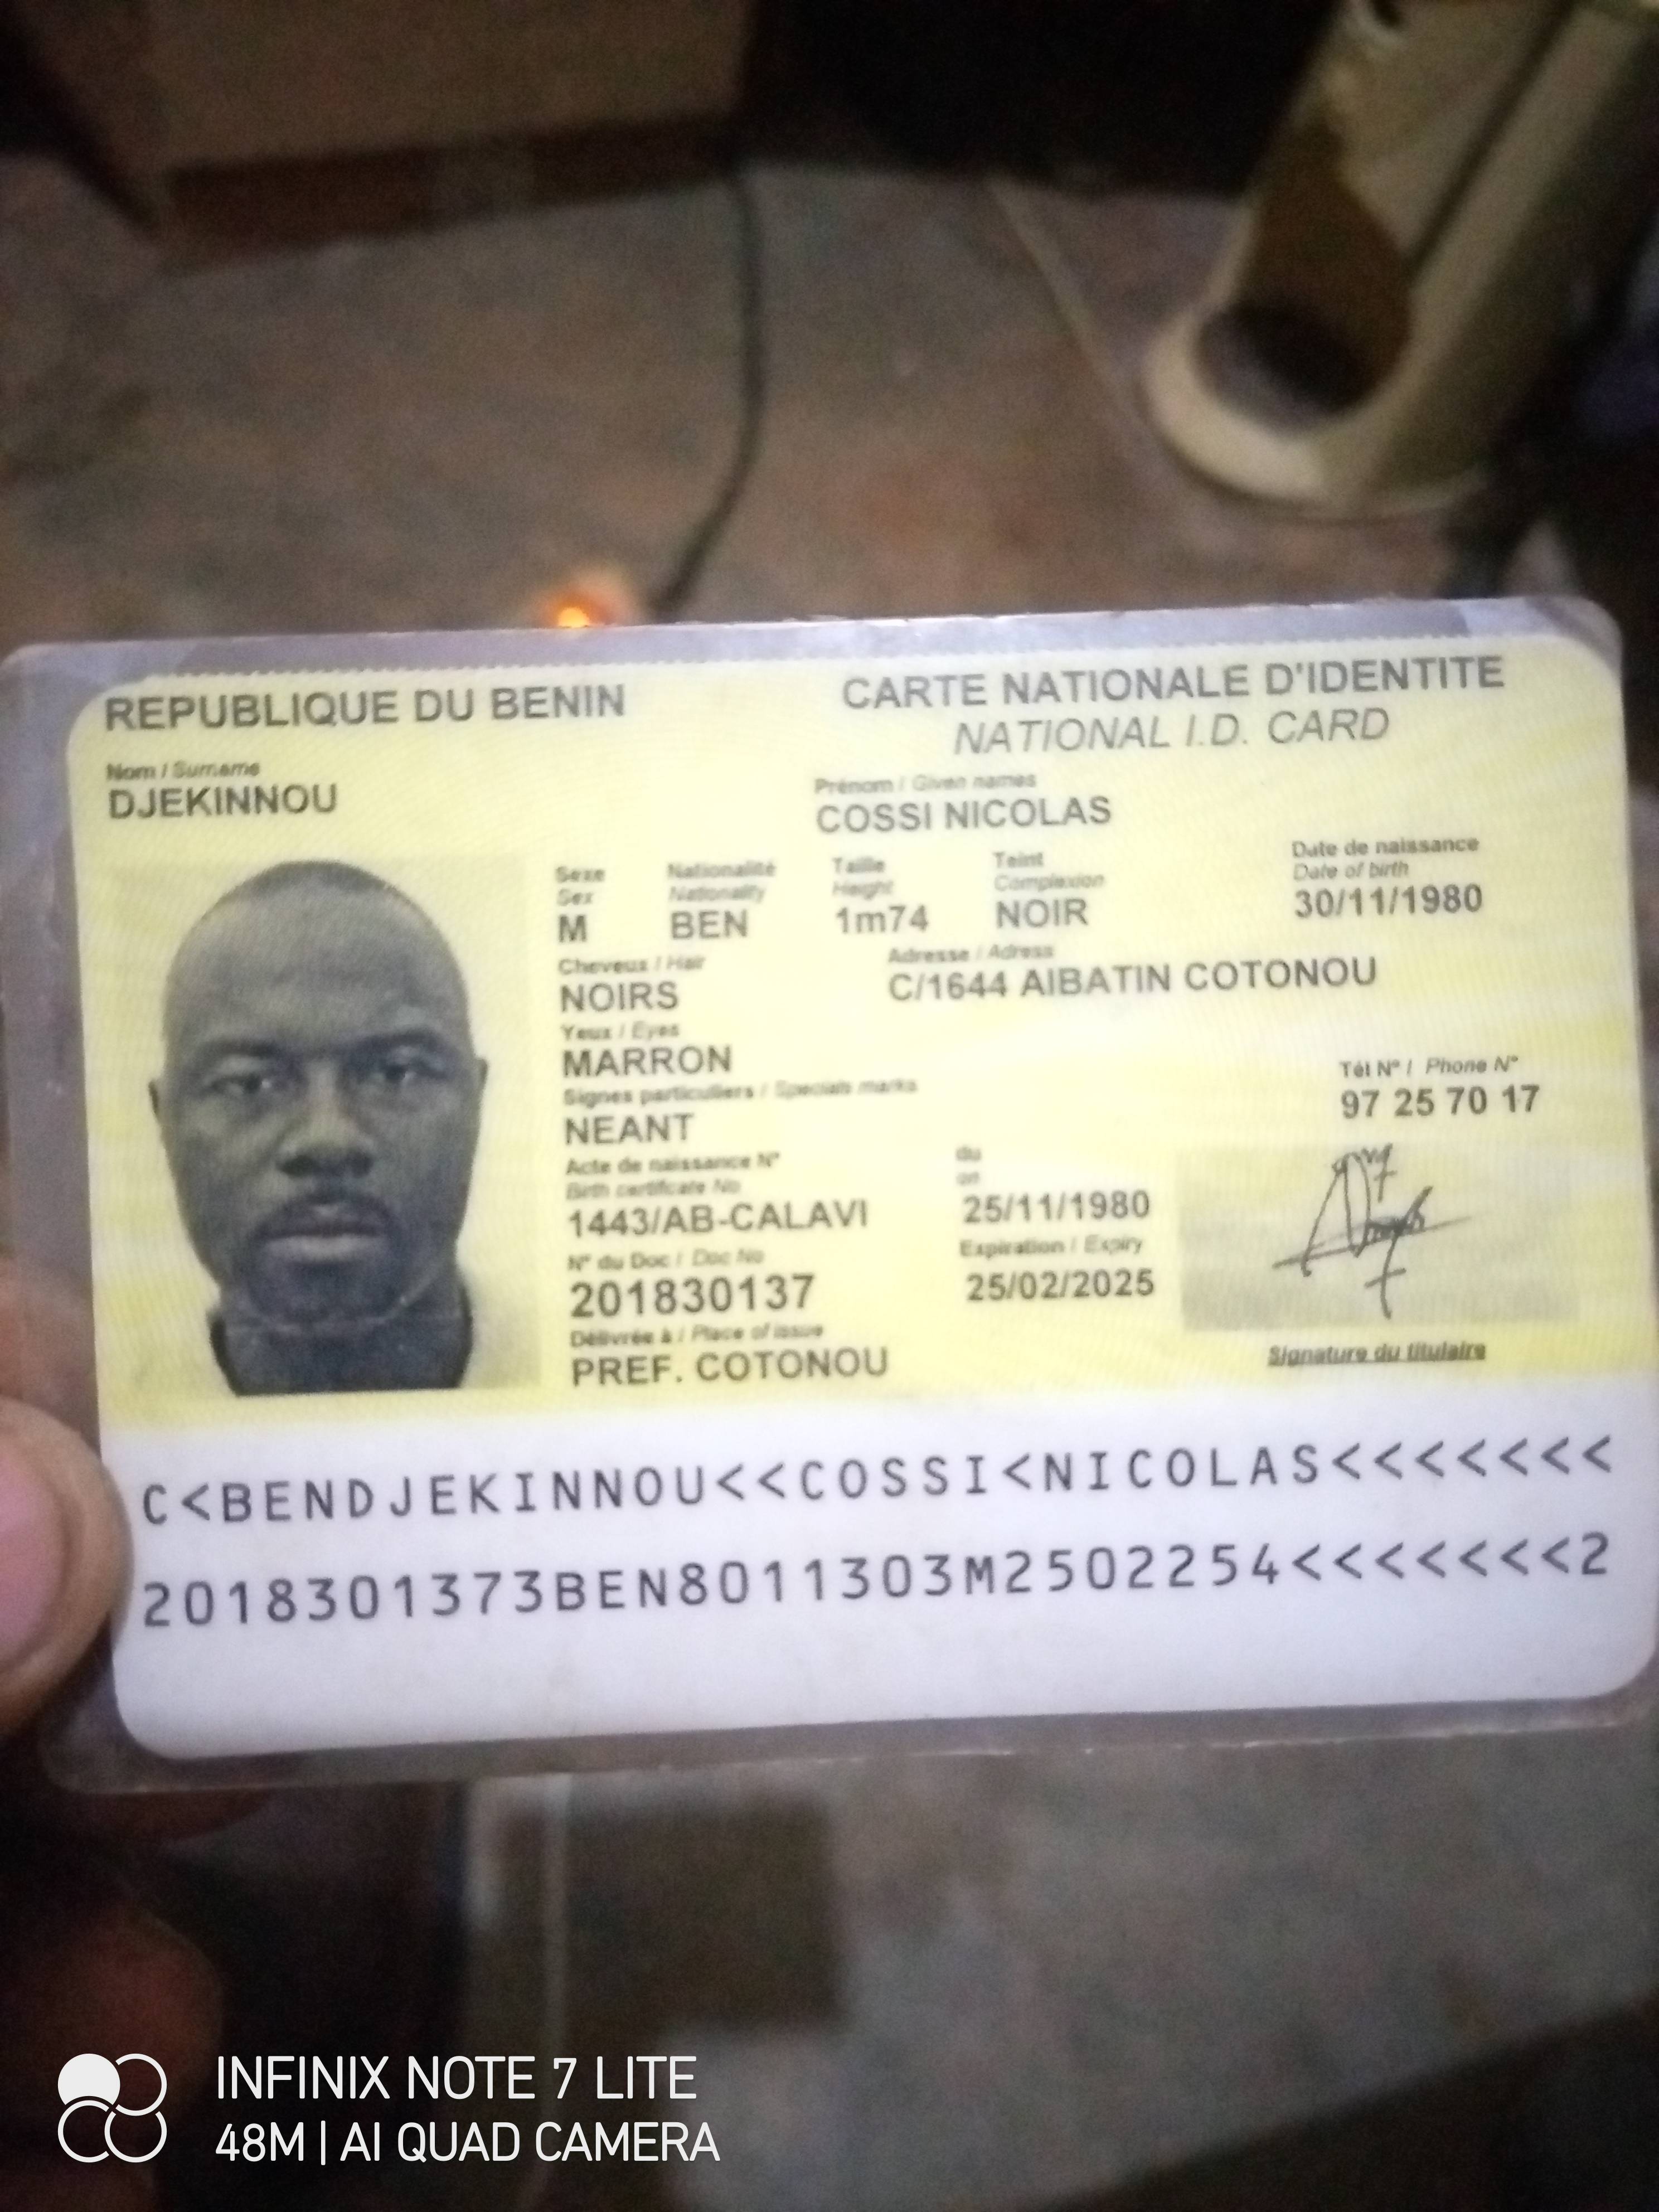 REPUBLIQUE DU BENIN
CARTE NATIONALE D'IDENTITE
NATIONAL I.D. CARD
Nom / Surname
DJEKINNOU
Prénom / Given names
COSSI NICOLAS
Sexe Nationalité Taille Teint Date de naissance
Sex Nationality Height Complexion Date of birth
M BEN 1m74 NOIR 30/11/1980
Cheveux / Hair Adresse / Adress
NOIRS C/1644 AIBATIN COTONOU
Yeux / Eyes
MARRON
Tél N° / Phone N°
97 25 70 17
Signes particuliers / Specials marks
NEANT
Acte de naissance N° du
Birth certificate No on
1443/AB-CALAVI 25/11/1980
N° du Doc / Doc No Expiration / Expiry
201830137 25/02/2025
Délivrée à / Place of issue
PREF. COTONOU
Signature du titulaire
C<BENDJEKINNOU<<COSSI<NICOLAS<<<<<<<
2018301373BEN8011303M2502254<<<<<<<2
INFINIX NOTE 7 LITE
48M | AI QUAD CAMERA